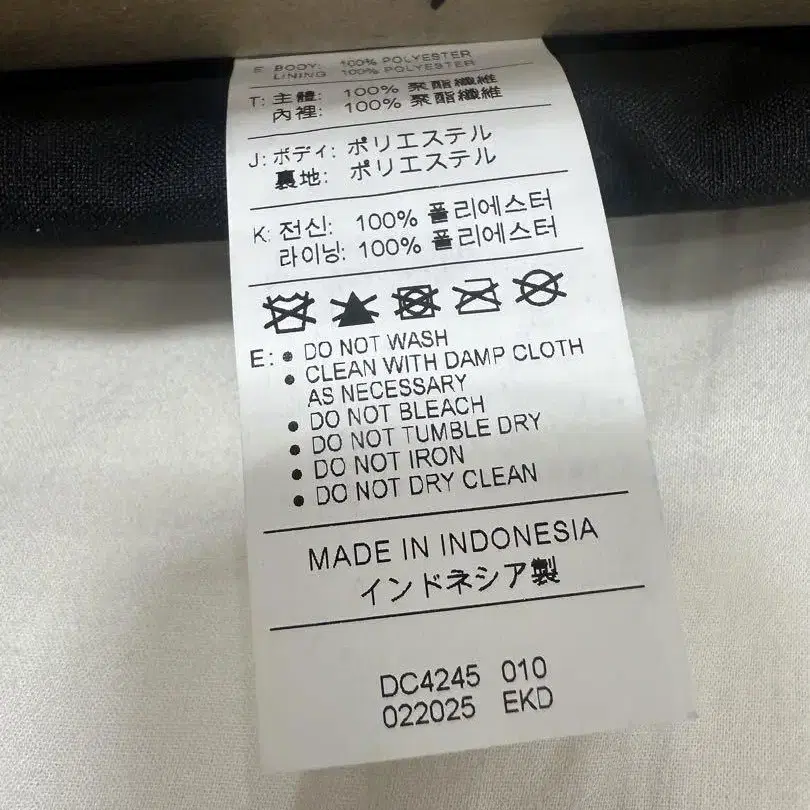 E: BODY: 100% POLYESTER
LINING 100% POLYESTER
T: 主體: 100% 聚酯纖維
內裡: 100% 聚酯纖維
J: ボディ: ポリエステル
裏地: ポリエステル
K: 전신: 100% 폴리에스터
라이닝: 100% 폴리에스터
E: • DO NOT WASH
• CLEAN WITH DAMP CLOTH
AS NECESSARY
• DO NOT BLEACH
• DO NOT TUMBLE DRY
• DO NOT IRON
• DO NOT DRY CLEAN
MADE IN INDONESIA
インドネシア製
DC4245 010
022025 EKD